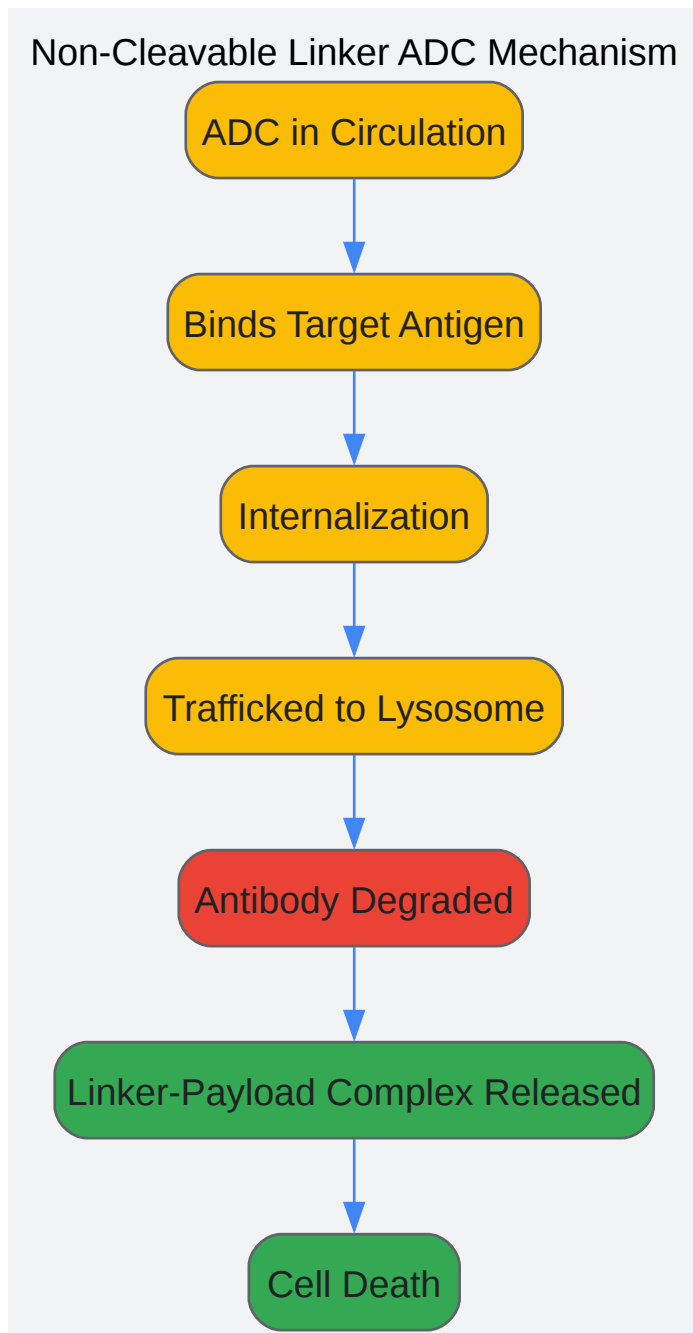 Non-Cleavable Linker ADC Mechanism
ADC in Circulation
Binds Target Antigen
Internalization
Trafficked to Lysosome
Antibody Degraded
Linker-Payload Complex Released
Cell Death